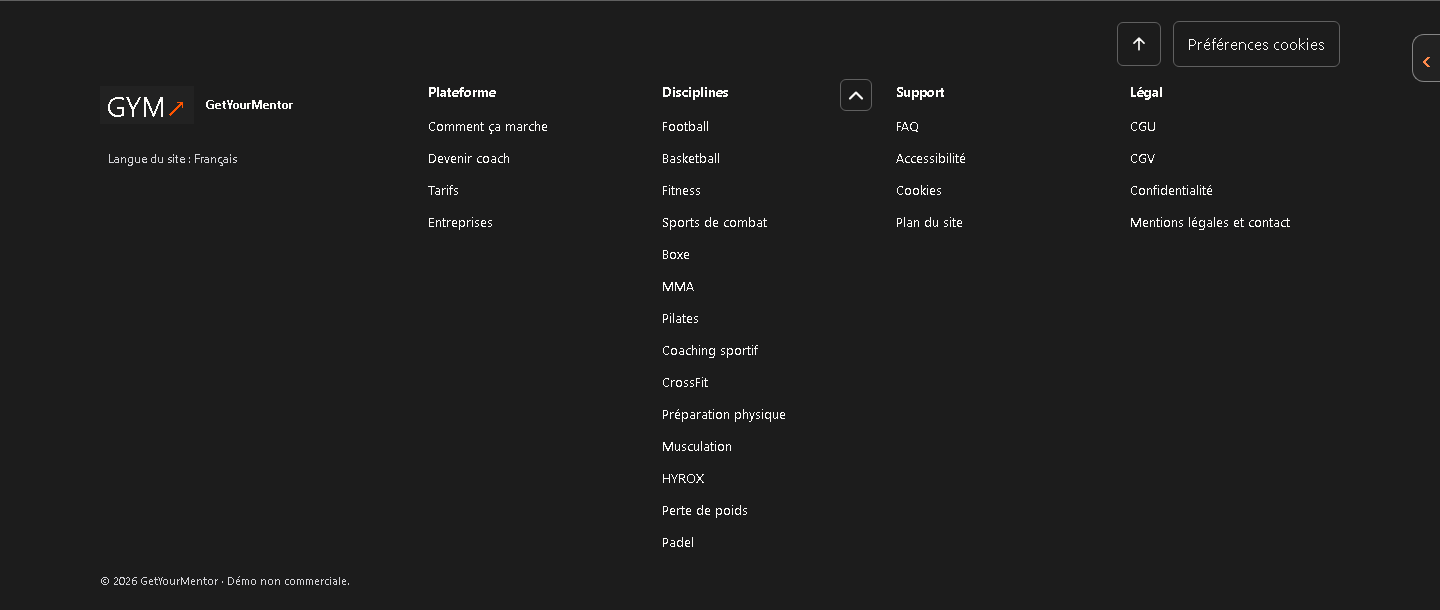 Préférences cookies
GYM GetYourMentor
Langue du site : Français
Plateforme
Comment ça marche
Devenir coach
Tarifs
Entreprises
Disciplines
Football
Basketball
Fitness
Sports de combat
Boxe
MMA
Pilates
Coaching sportif
CrossFit
Préparation physique
Musculation
HYROX
Perte de poids
Padel
Support
FAQ
Accessibilité
Cookies
Plan du site
Légal
CGU
CGV
Confidentialité
Mentions légales et contact
© 2026 GetYourMentor · Démo non commerciale.